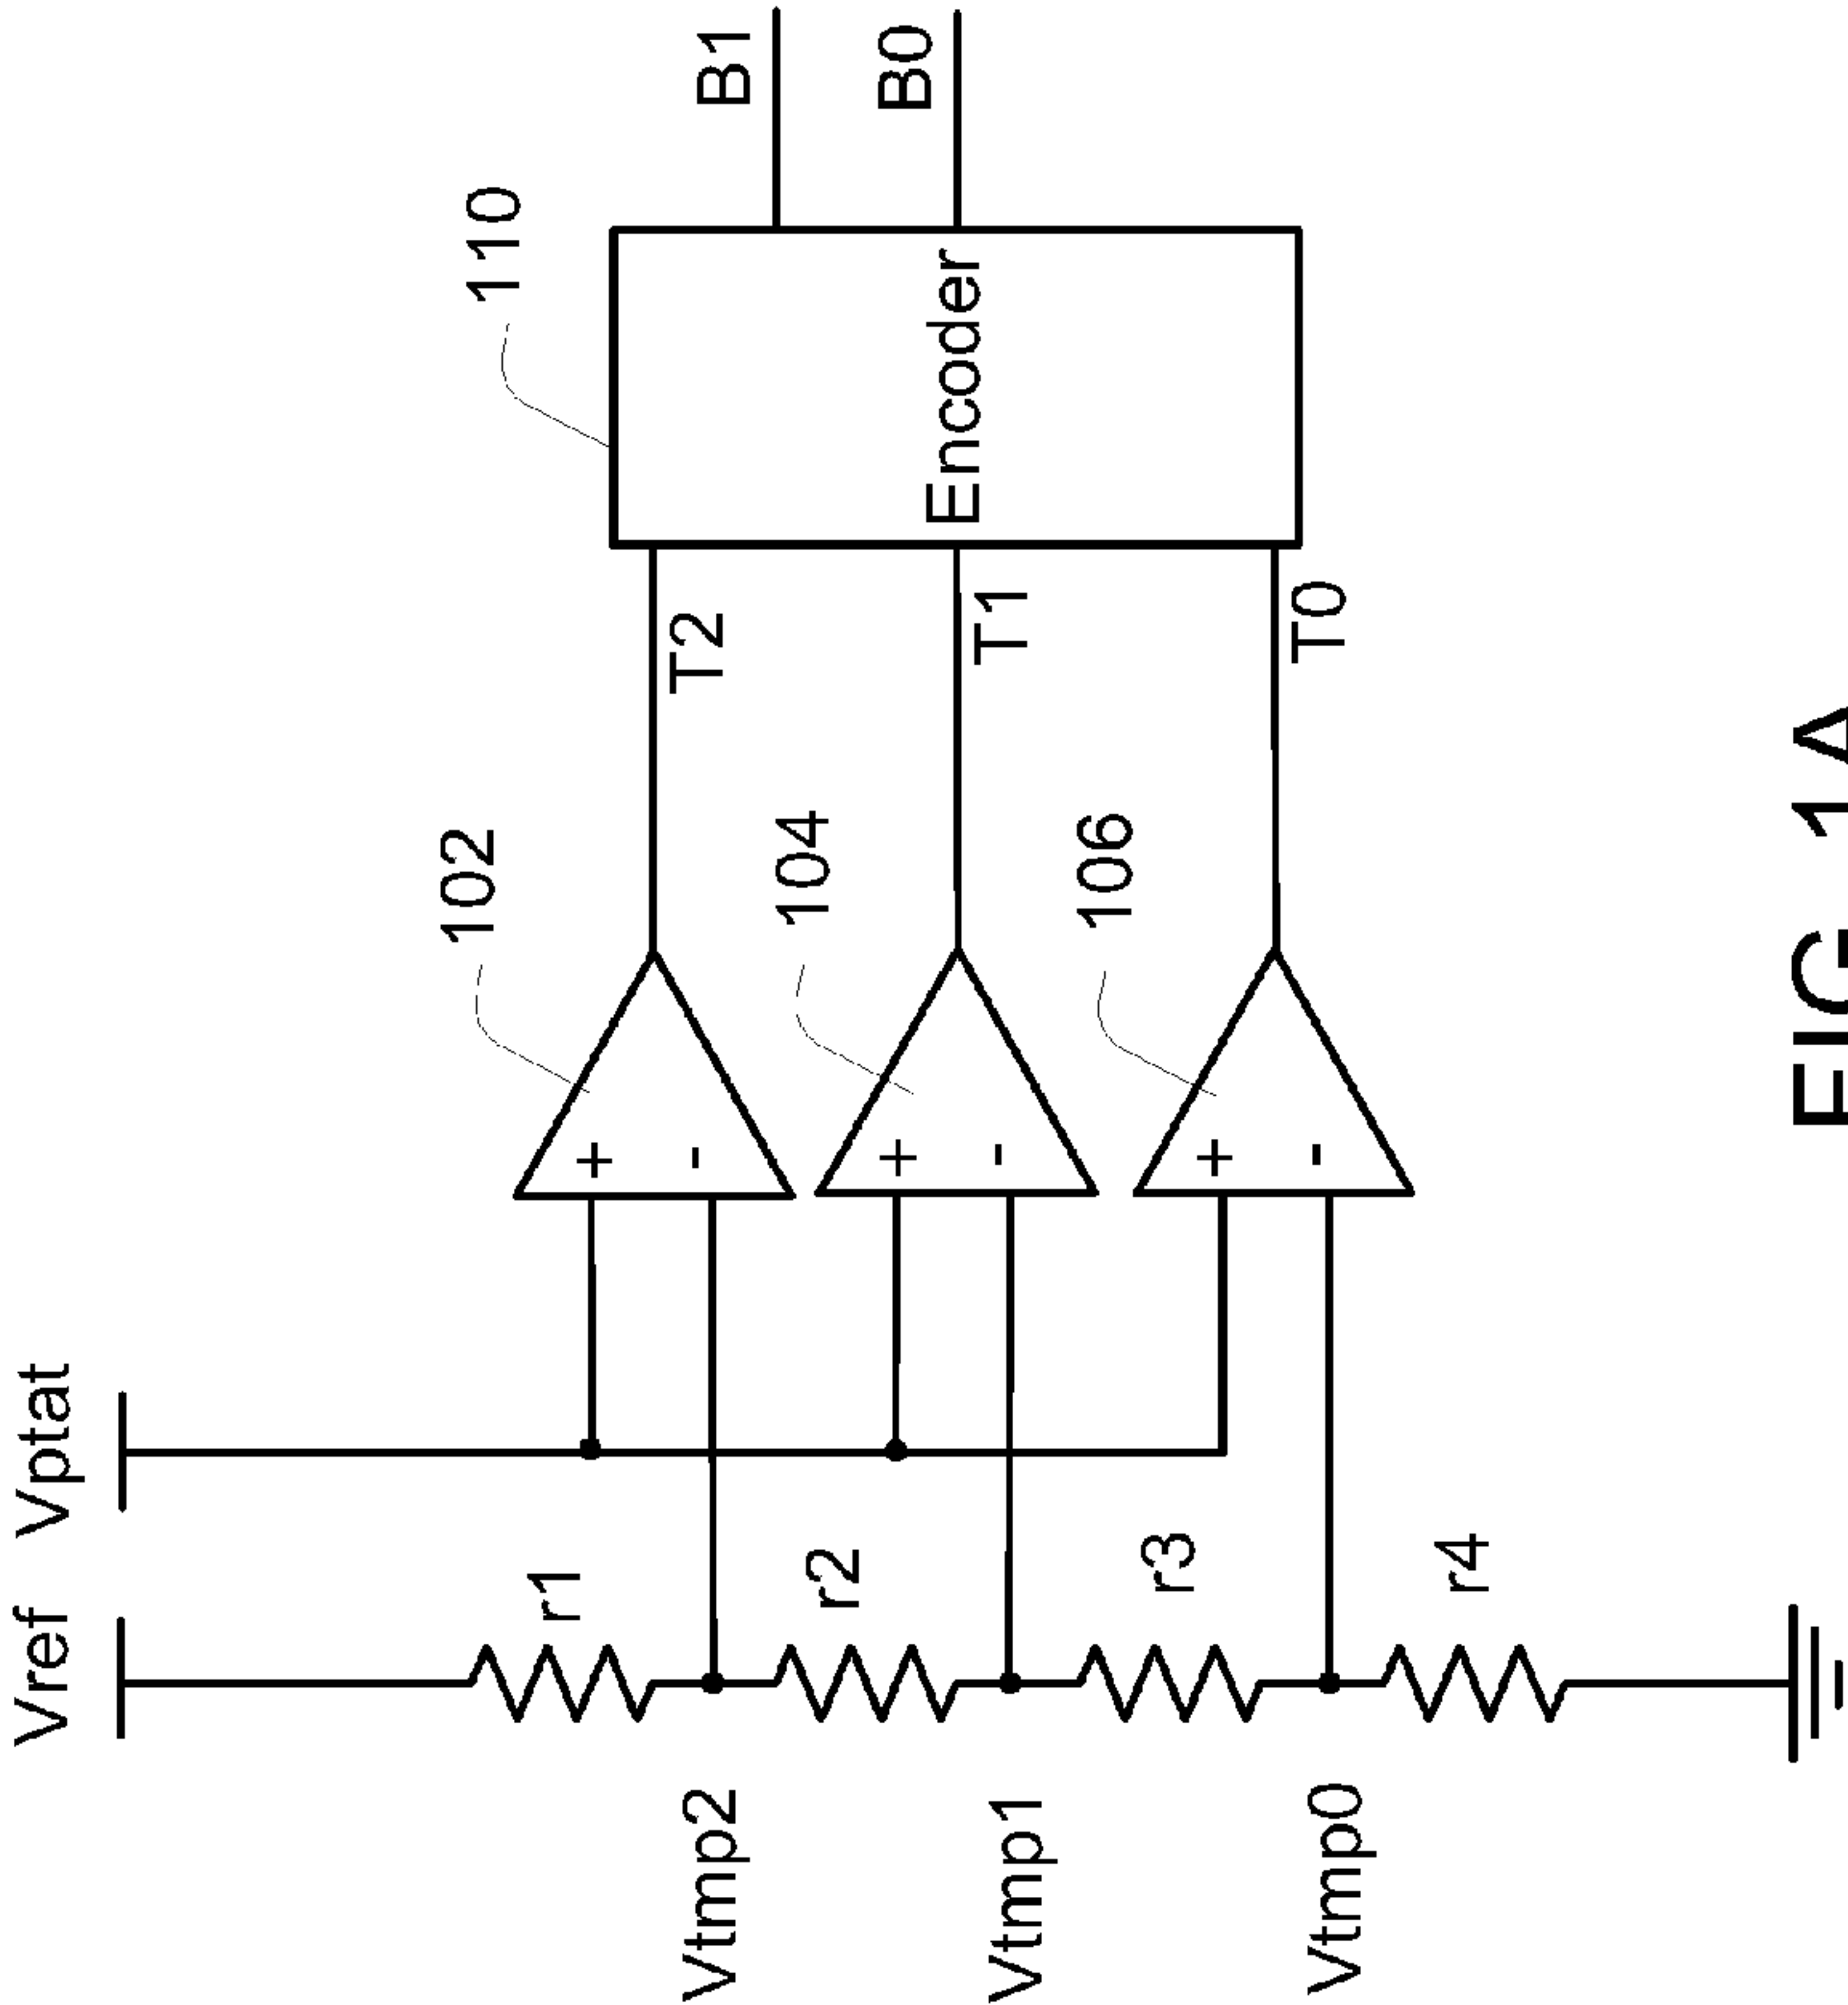 Vref
Vptat
r1
r2
r3
r4
Vtmp2
Vtmp1
Vtmp0
+
-
+
-
+
-
102
104
106
T2
T1
T0
110
Encoder
B1
B0
FIG. 1A